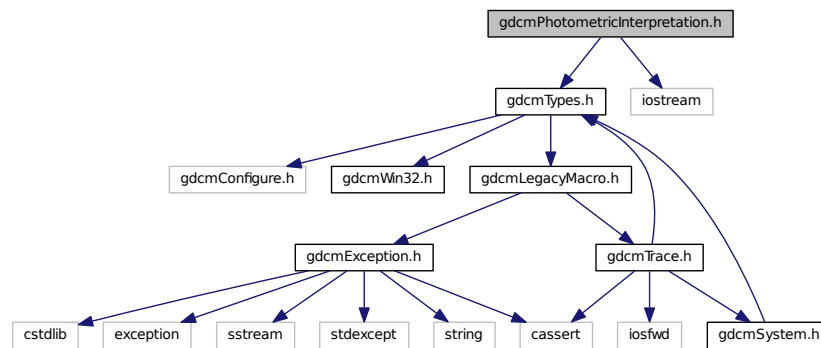 gdcmPhotometricInterpretation.h
gdcmTypes.h
iostream
gdcmConfigure.h
gdcmWin32.h
gdcmLegacyMacro.h
gdcmException.h
gdcmTrace.h
cstdlib
exception
sstream
stdexcept
string
cassert
iosfwd
gdcmSystem.h